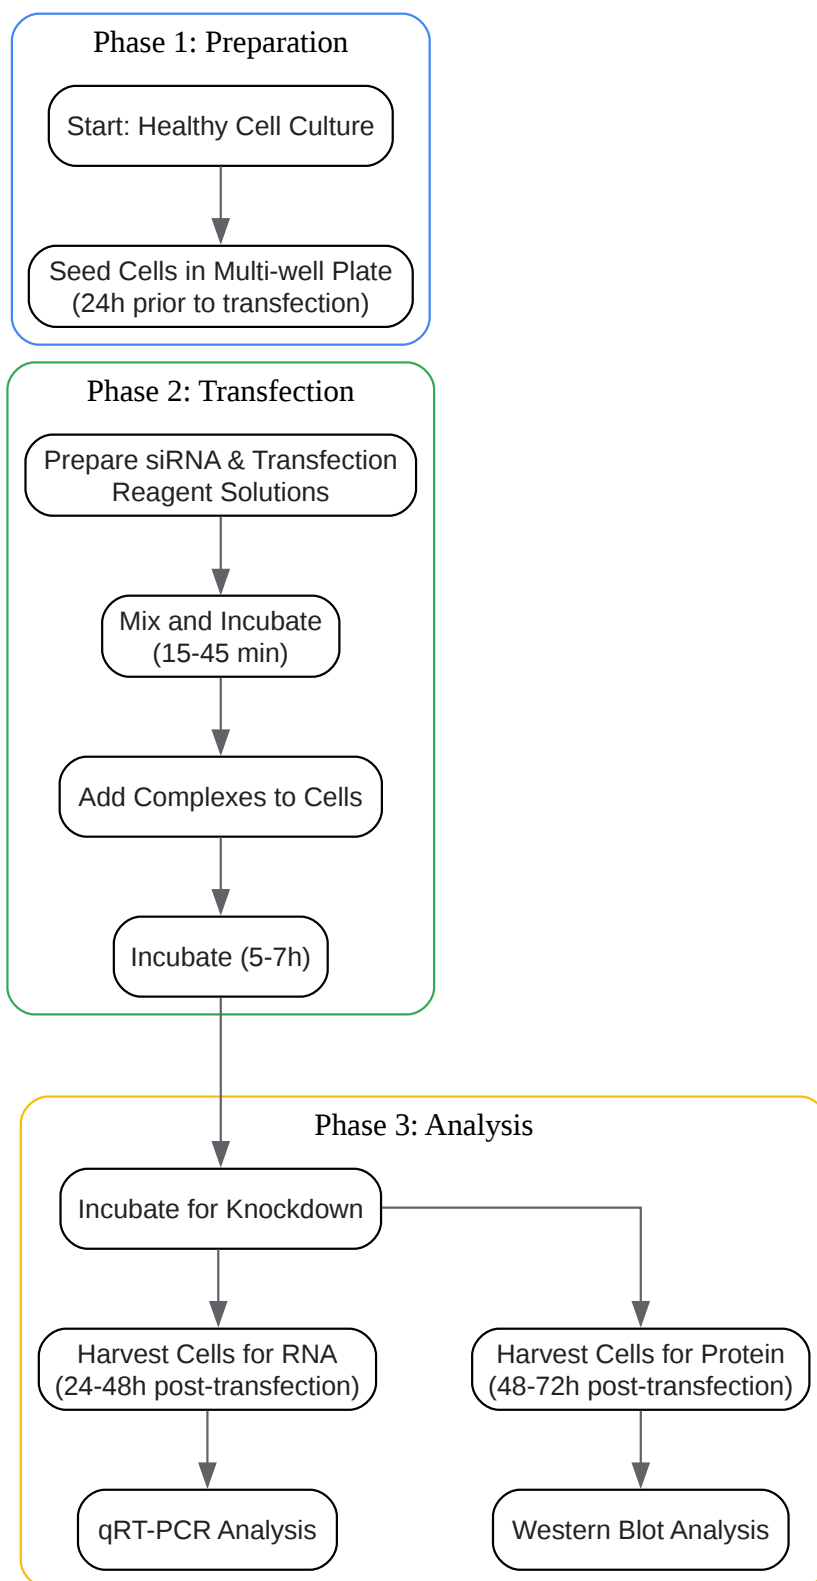 Phase 1: Preparation
Start: Healthy Cell Culture
Seed Cells in Multi-well Plate
(24h prior to transfection)
Phase 2: Transfection
Prepare siRNA & Transfection
Reagent Solutions
Mix and Incubate
(15-45 min)
Add Complexes to Cells
Incubate (5-7h)
Phase 3: Analysis
Incubate for Knockdown
Harvest Cells for RNA
(24-48h post-transfection)
Harvest Cells for Protein
(48-72h post-transfection)
qRT-PCR Analysis
Western Blot Analysis